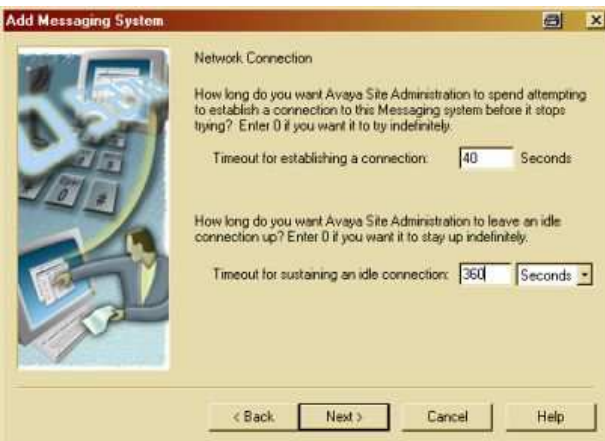 Add Messaging System
Network Connection
How long do you want Avaya Site Administration to spend attempting
to establish a connection to this Messaging system before it stops
trying? Enter 0 if you want it to try indefinitely.
Timeout for establishing a connection: 40 Seconds
How long do you want Avaya Site Administration to leave an idle
connection up? Enter 0 if you want it to stay up indefinitely.
Timeout for sustaining an idle connection: 360 Seconds
< Back Next > Cancel Help